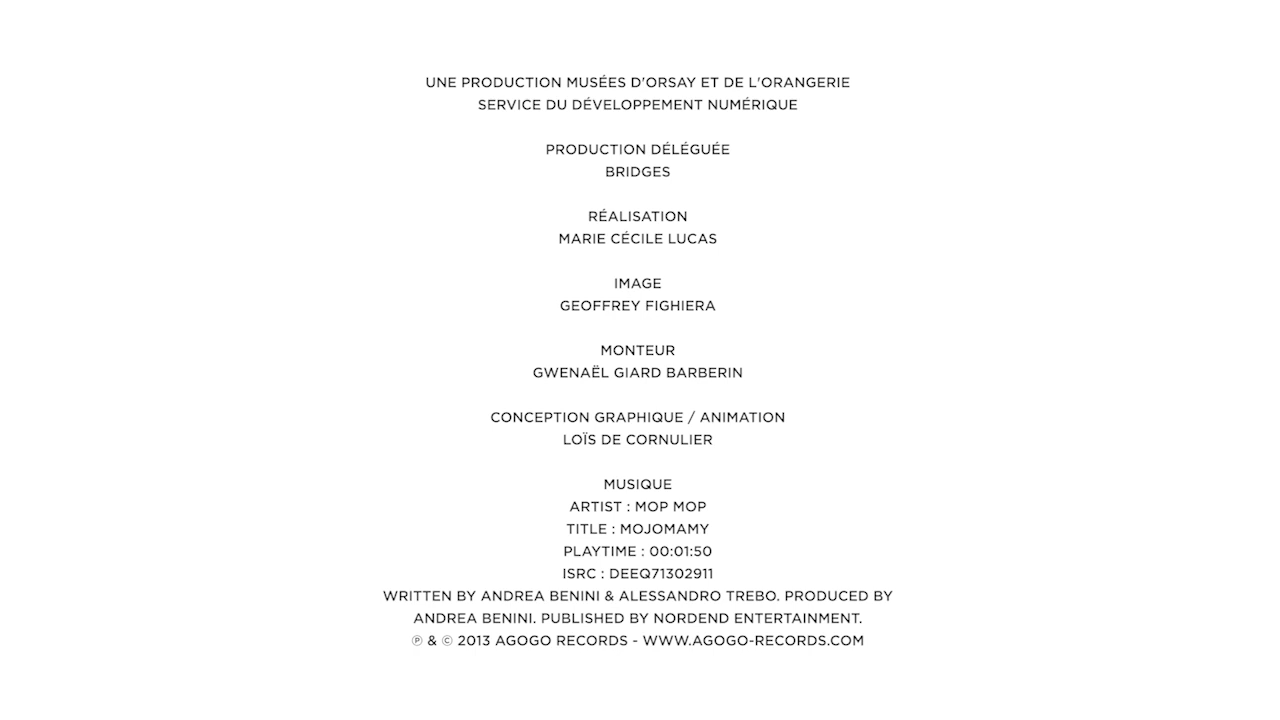 UNE PRODUCTION MUSÉES D'ORSAY ET DE L'ORANGERIE
SERVICE DU DÉVELOPPEMENT NUMÉRIQUE
PRODUCTION DÉLÉGUÉE
BRIDGES
RÉALISATION
MARIE CÉCILE LUCAS
IMAGE
GEOFFREY FIGHIERA
MONTEUR
GWENAËL GIARD BARBERIN
CONCEPTION GRAPHIQUE / ANIMATION
LOÏS DE CORNULIER
MUSIQUE
ARTIST : MOP MOP
TITLE : MOJOMAMY
PLAYTIME : 00:01:50
ISRC : DEEQ71302911
WRITTEN BY ANDREA BENINI & ALESSANDRO TREBO. PRODUCED BY
ANDREA BENINI. PUBLISHED BY NORDEND ENTERTAINMENT.
℗ & © 2013 AGOGO RECORDS - WWW.AGOGO-RECORDS.COM